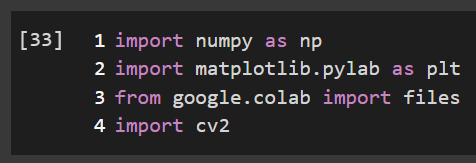 [33] 1 import numpy as np
2 import matplotlib.pylab as plt
3 from google.colab import files
4 import cv2